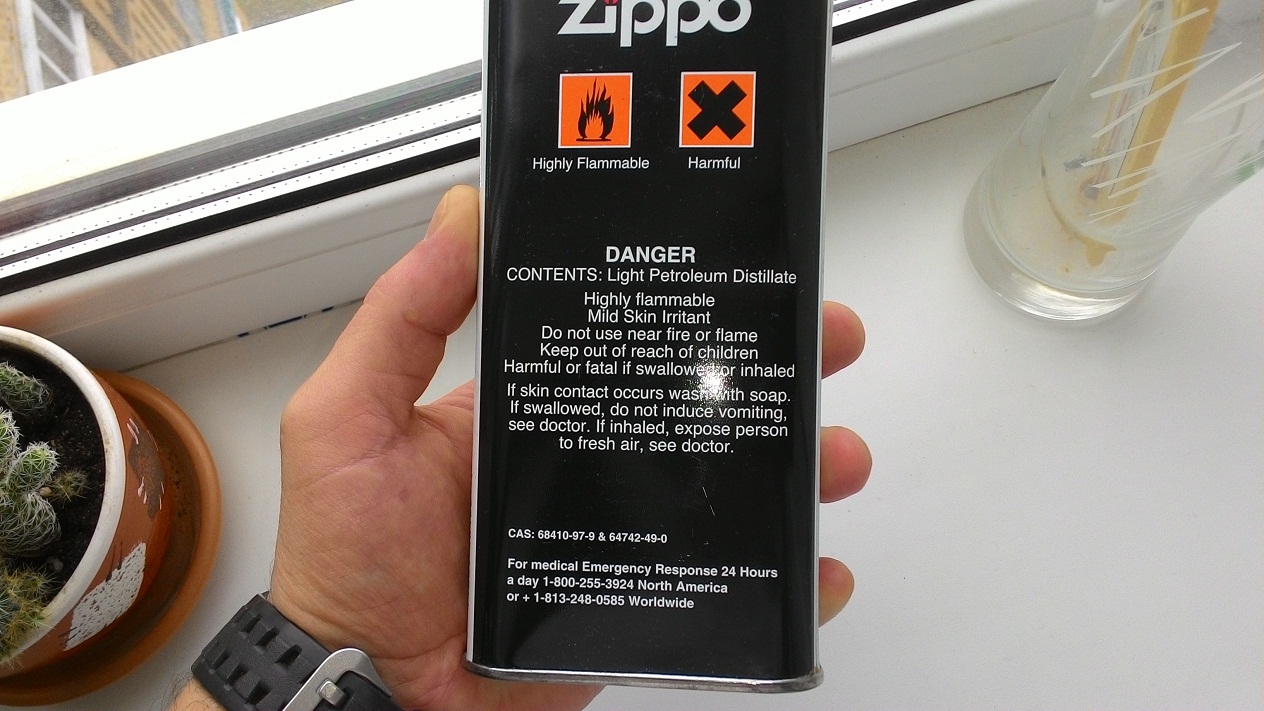 zippo
Highly Flammable
Harmful
DANGER
CONTENTS: Light Petroleum Distillate
Highly flammable
Mild Skin Irritant
Do not use near fire or flame
Keep out of reach of children
Harmful or fatal if swallowed or inhaled
If skin contact occurs wash with soap.
If swallowed, do not induce vomiting,
see doctor. If inhaled, expose person
to fresh air, see doctor.
CAS: 68410-97-9 & 64742-49-0
For medical Emergency Response 24 Hours
a day 1-800-255-3924 North America
or + 1-813-248-0585 Worldwide